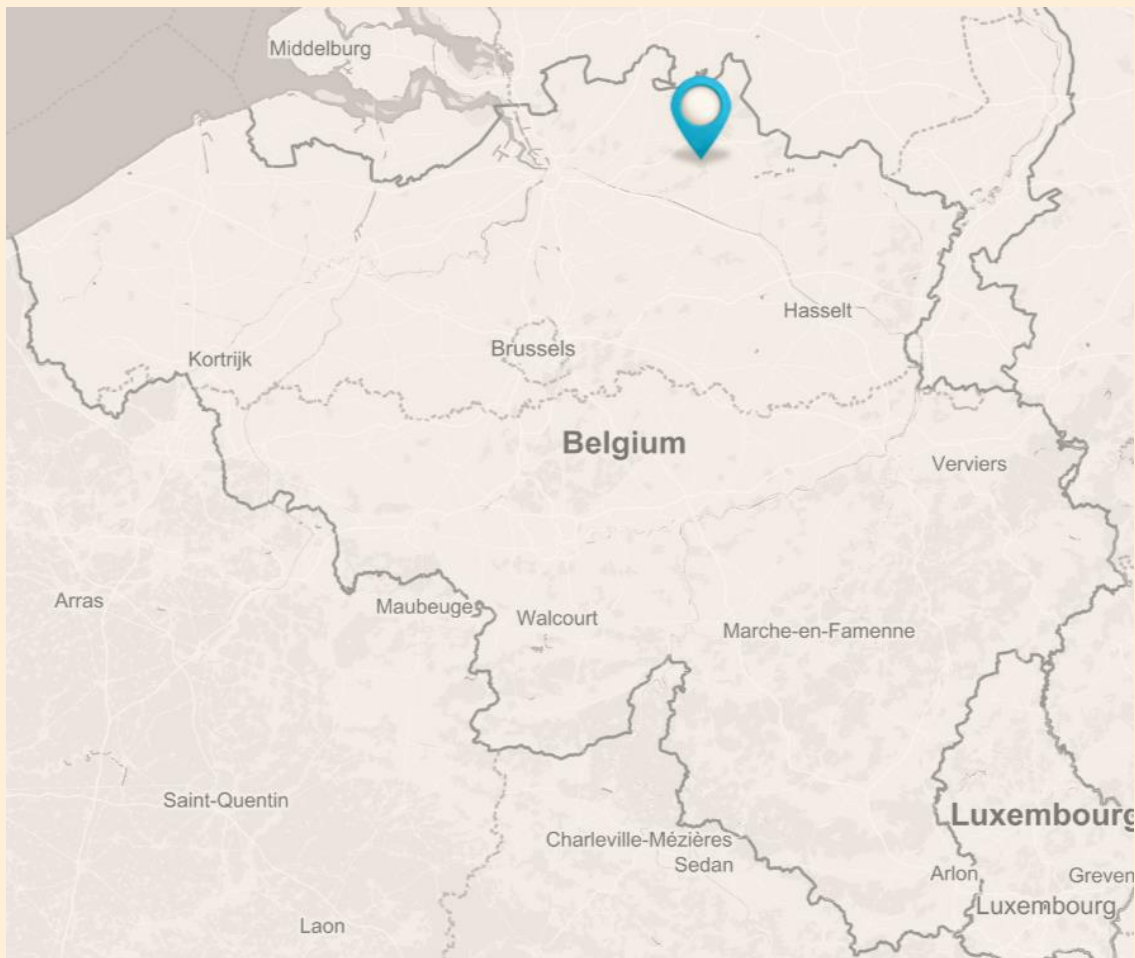 Middelburg
Hasselt
Brussels
Kortrijk
Belgium
Verviers
Arras
Maubeuge
Walcourt
Marche-en-Famenne
Saint-Quentin
Luxembourg
Charleville-Mézières
Sedan
Arlon
Greven
Luxembourg
Laon